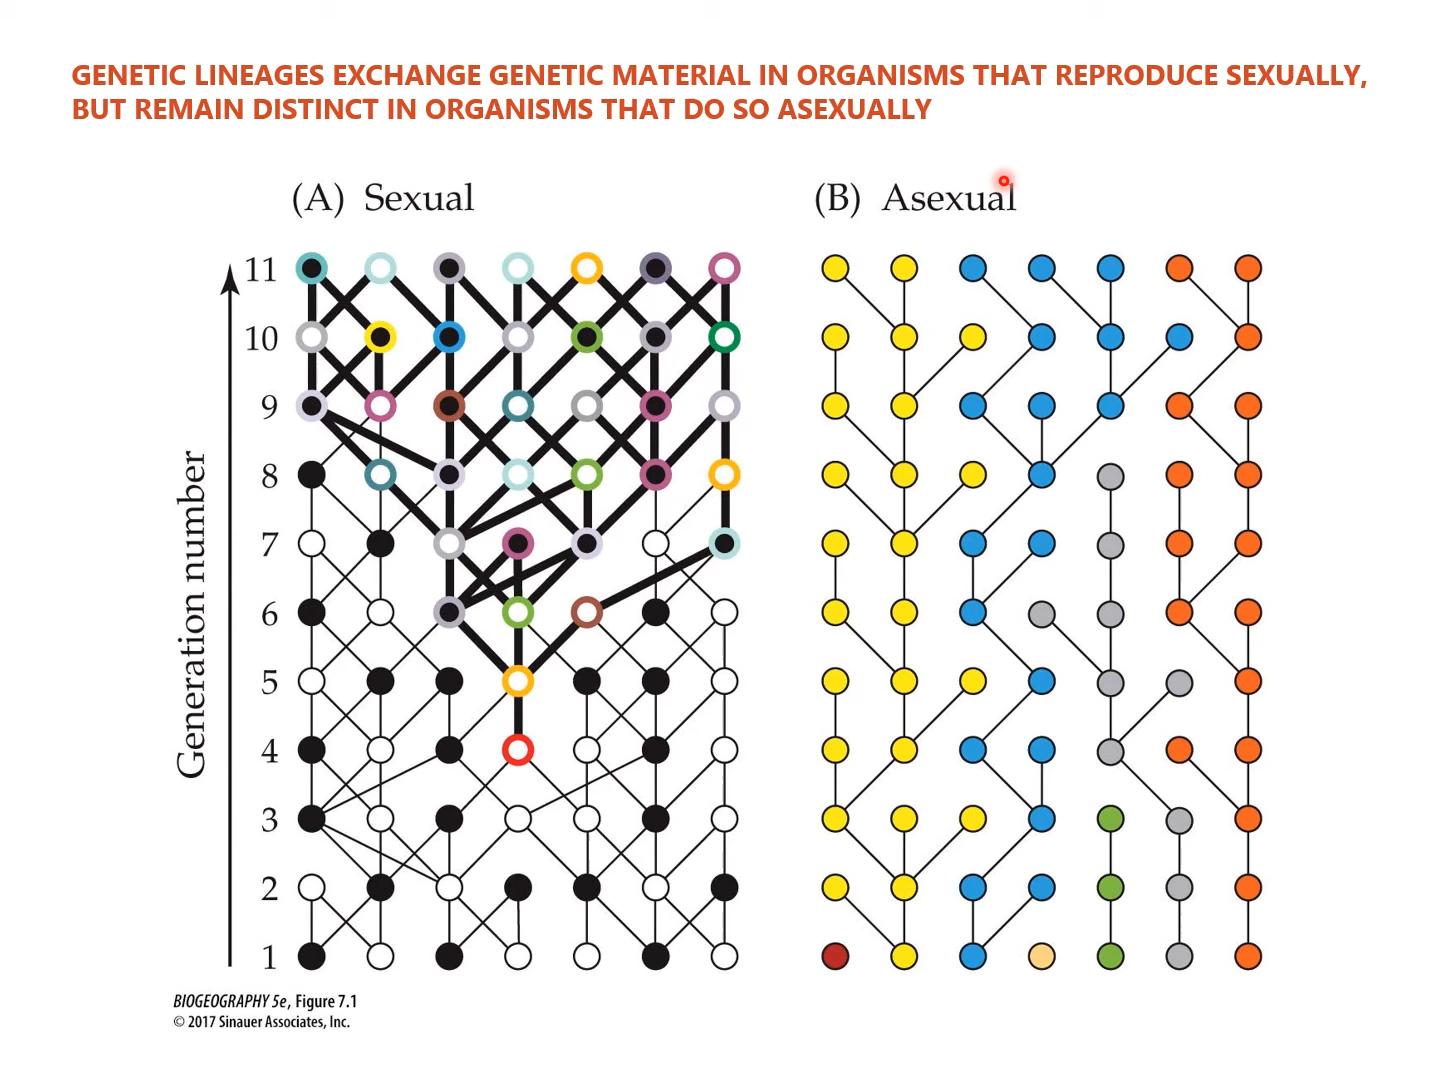 GENETIC LINEAGES EXCHANGE GENETIC MATERIAL IN ORGANISMS THAT REPRODUCE SEXUALLY,
BUT REMAIN DISTINCT IN ORGANISMS THAT DO SO ASEXUALLY
(A) Sexual
(B) Asexual
Generation number
11
10
9
8
7
6
5
4
3
2
1
BIOGEOGRAPHY 5e, Figure 7.1
© 2017 Sinauer Associates, Inc.